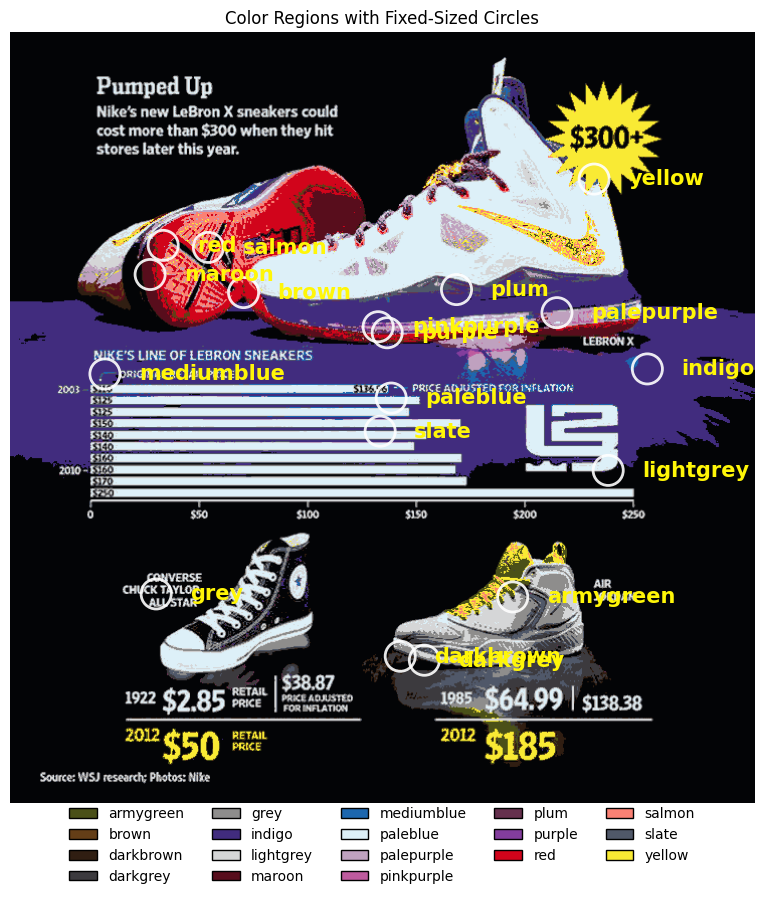 Color Regions with Fixed-Sized Circles
Pumped Up
Nike's new LeBron X sneakers could
cost more than $300 when they hit
stores later this year.
$300+
yellow
red
salmon
maroon
brown
plum
palepurple
pinkpurple
purple
LEBRON X
NIKE'S LINE OF LEBRON SNEAKERS
indigo
mediumblue
2003
PRICE ADJUSTED FOR INFLATION
$125
paleblue
$125
$150
$140
slate
$140
$160
2010
$160
lightgrey
$170
$250
0 $50 $100 $150 $200 $250
CONVERSE
CHUCK TAYLOR
ALL STAR
grey
AIR
armygreen
darkbrown
darkgrey
1922 $2.85 RETAIL PRICE
$38.87
PRICE ADJUSTED
FOR INFLATION
1985 $64.99 $138.38
2012 $50 RETAIL PRICE
2012 $185
Source: WSJ research; Photos: Nike
armygreen grey mediumblue plum salmon
brown indigo paleblue purple slate
darkbrown lightgrey palepurple red yellow
darkgrey maroon pinkpurple